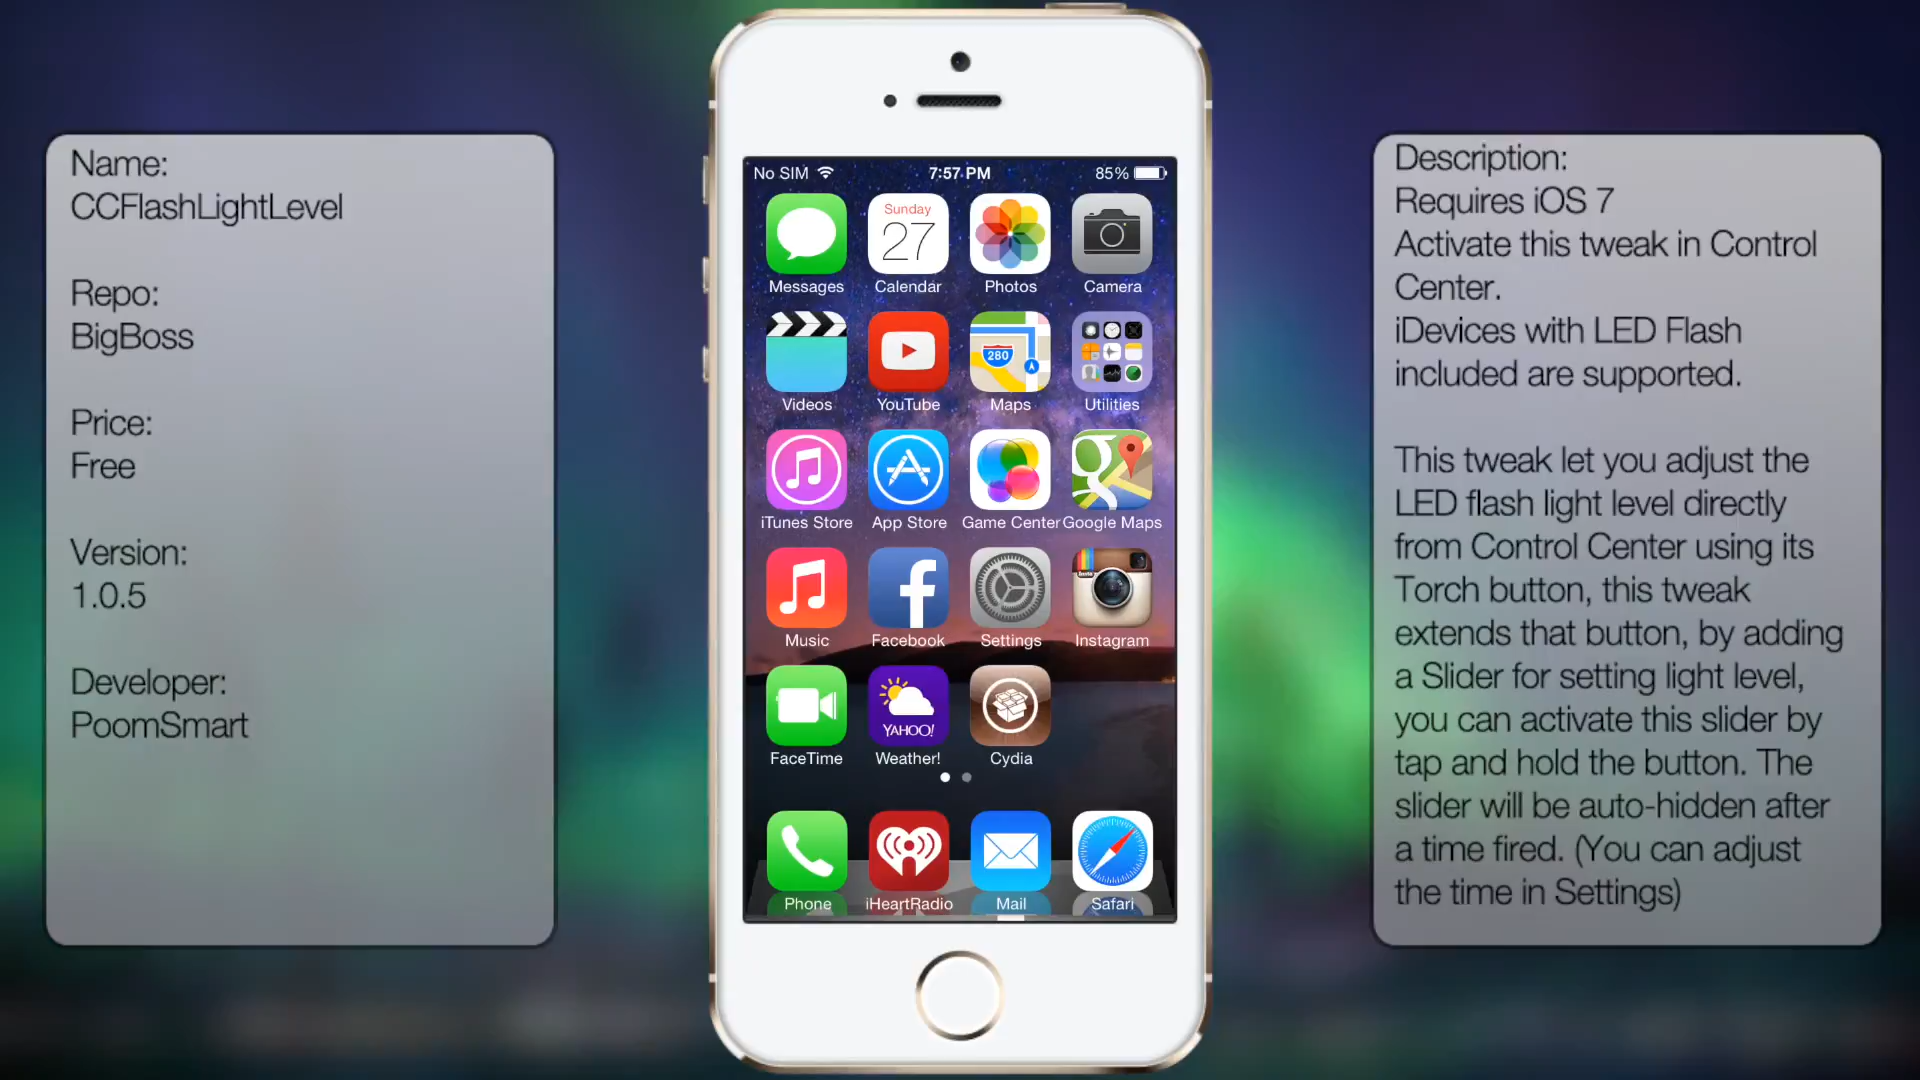 Name:
CCFlashLightLevel
Repo:
BigBoss
Price:
Free
Version:
1.0.5
Developer:
PoomSmart
No SIM 7:57 PM 85%
Sunday
27
Messages Calendar Photos Camera
280
Videos YouTube Maps Utilities
iTunes Store App Store Game Center Google Maps
Insta
Music Facebook Settings Instagram
YAHOO!
FaceTime Weather! Cydia
Phone iHeartRadio Mail Safari
Description:
Requires iOS 7
Activate this tweak in Control
Center.
iDevices with LED Flash
included are supported.
This tweak let you adjust the
LED flash light level directly
from Control Center using its
Torch button, this tweak
extends that button, by adding
a Slider for setting light level,
you can activate this slider by
tap and hold the button. The
slider will be auto-hidden after
a time fired. (You can adjust
the time in Settings)